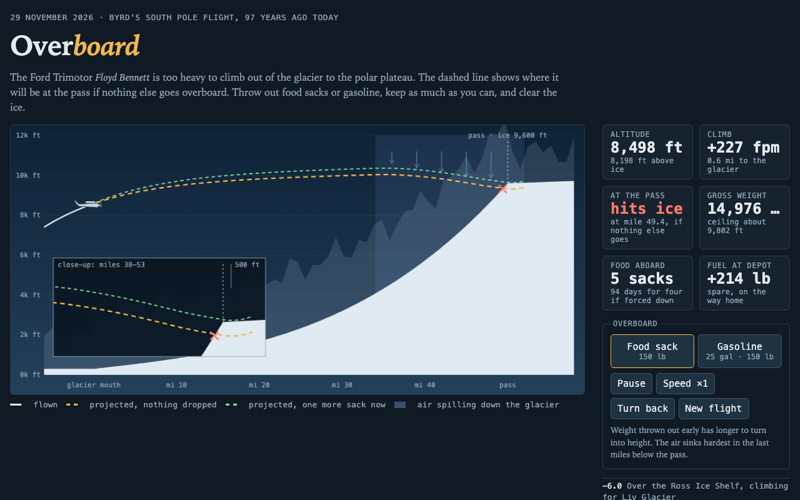 29 NOVEMBER 2026 · BYRD'S SOUTH POLE FLIGHT, 97 YEARS AGO TODAY
Overboard
The Ford Trimotor Floyd Bennett is too heavy to climb out of the glacier to the polar plateau. The dashed line shows where it
will be at the pass if nothing else goes overboard. Throw out food sacks or gasoline, keep as much as you can, and clear the
ice.
12k ft
10k ft
8k ft
6k ft
4k ft
2k ft
0k ft
pass · ice 9,600 ft
close-up: miles 38–53
500 ft
glacier mouth
mi 10
mi 20
mi 30
mi 40
pass
flown
projected, nothing dropped
projected, one more sack now
air spilling down the glacier
ALTITUDE
8,498 ft
8,198 ft above
ice
CLIMB
+227 fpm
0.6 mi to the
glacier
AT THE PASS
hits ice
at mile 49.4, if
nothing else
goes
GROSS WEIGHT
14,976 …
ceiling about
9,802 ft
FOOD ABOARD
5 sacks
94 days for four
if forced down
FUEL AT DEPOT
+214 lb
spare, on the
way home
OVERBOARD
Food sack
150 lb
Gasoline
25 gal · 150 lb
Pause
Speed ×1
Turn back
New flight
Weight thrown out early has longer to turn
into height. The air sinks hardest in the last
miles below the pass.
−6.0 Over the Ross Ice Shelf, climbing
for Liv Glacier